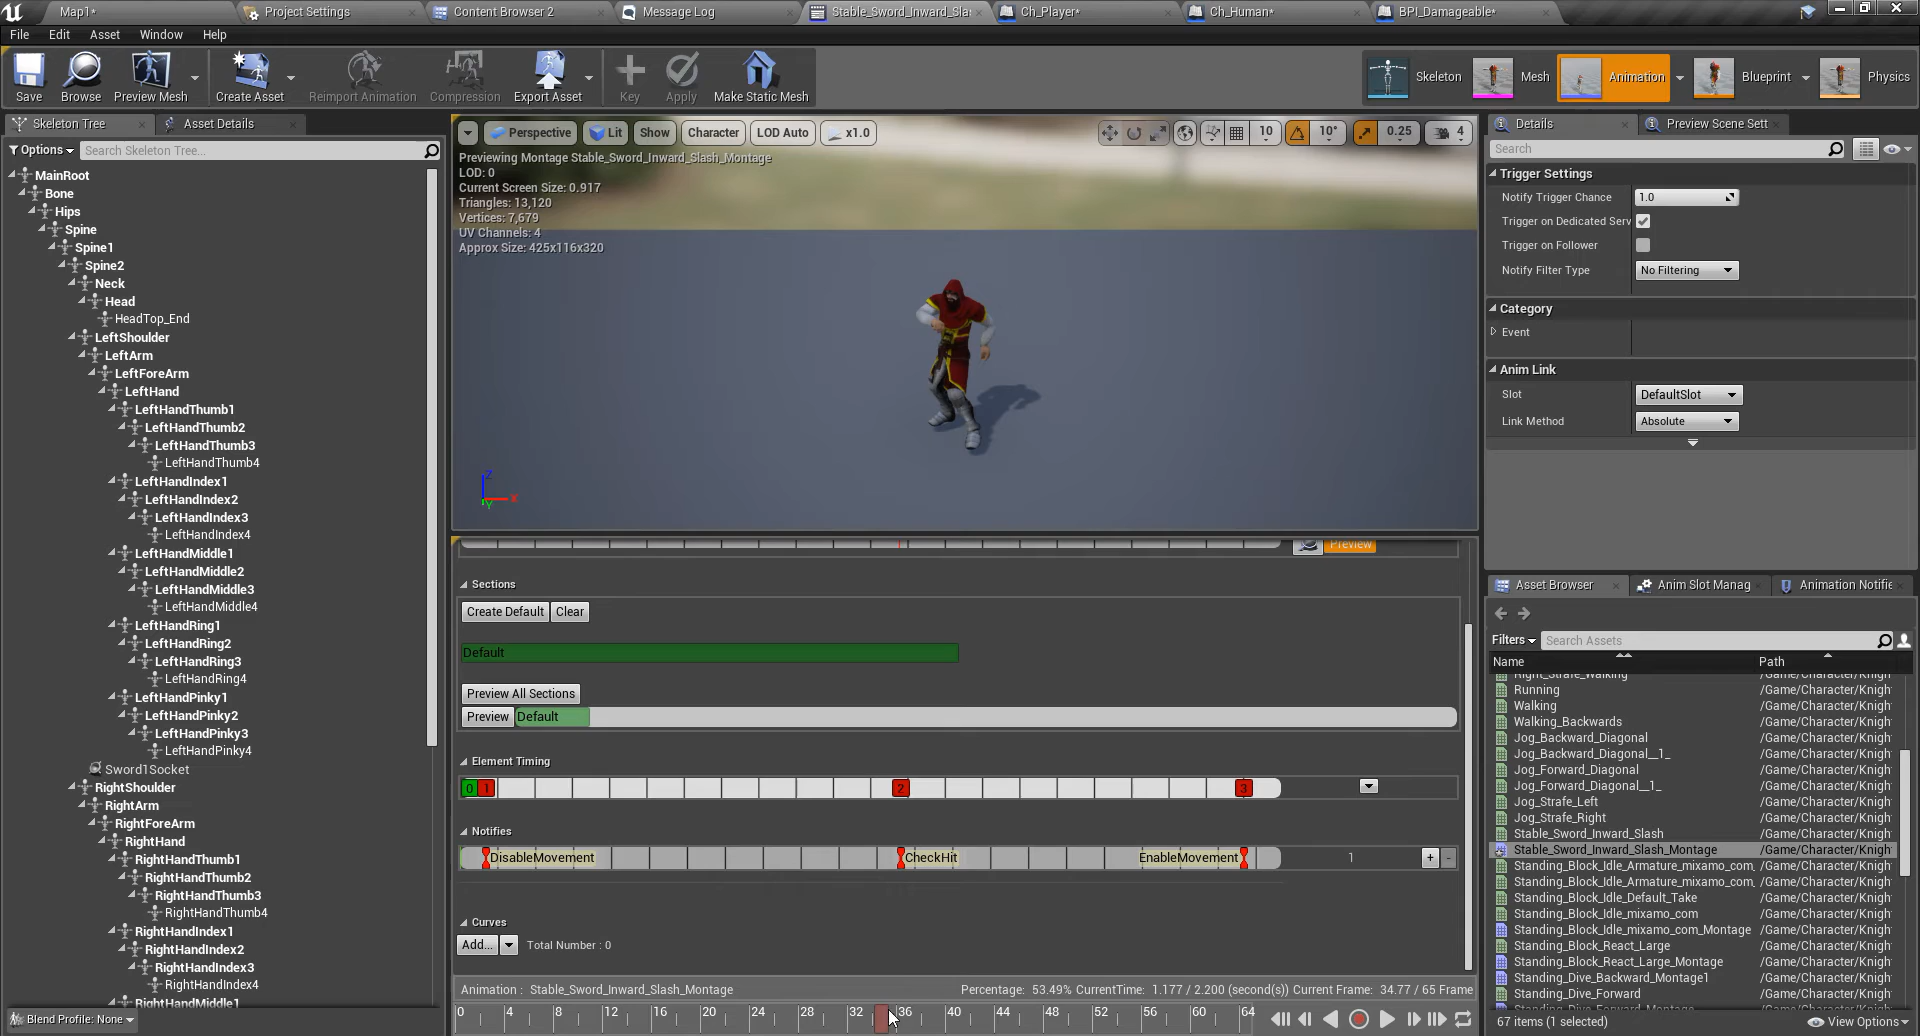 Map1*
Project Settings
Content Browser 2
Message Log
Stable_Sword_Inward_Sla
Ch_Player*
Ch_Human*
BPI_Damageable*
File Edit Asset Window Help
Save
Browse
Preview Mesh
Create Asset
Reimport Animation
Compression
Export Asset
Key
Apply
Make Static Mesh
Skeleton
Mesh
Animation
Blueprint
Physics
Skeleton Tree
Asset Details
Options
Search Skeleton Tree...
MainRoot
Bone
Hips
Spine
Spine1
Spine2
Neck
Head
HeadTop_End
LeftShoulder
LeftArm
LeftForeArm
LeftHand
LeftHandThumb1
LeftHandThumb2
LeftHandThumb3
LeftHandThumb4
LeftHandIndex1
LeftHandIndex2
LeftHandIndex3
LeftHandIndex4
LeftHandMiddle1
LeftHandMiddle2
LeftHandMiddle3
LeftHandMiddle4
LeftHandRing1
LeftHandRing2
LeftHandRing3
LeftHandRing4
LeftHandPinky1
LeftHandPinky2
LeftHandPinky3
LeftHandPinky4
Sword1Socket
RightShoulder
RightArm
RightForeArm
RightHand
RightHandThumb1
RightHandThumb2
RightHandThumb3
RightHandThumb4
RightHandIndex1
RightHandIndex2
RightHandIndex3
RightHandIndex4
RightHandMiddle1
Blend Profile: None
Perspective
Lit
Show
Character
LOD Auto
x1.0
10
10°
0.25
4
Previewing Montage Stable_Sword_Inward_Slash_Montage
LOD: 0
Current Screen Size: 0.917
Triangles: 13,120
Vertices: 7,679
UV Channels: 4
Approx Size: 425x116x320
Z
X
Y
Preview
Sections
Create Default
Clear
Default
Preview All Sections
Preview
Default
Element Timing
0 1 2 3
Notifies
DisableMovement
CheckHit
EnableMovement
1
+
-
Curves
Add...
Total Number : 0
Animation : Stable_Sword_Inward_Slash_Montage
Percentage: 53.49% CurrentTime: 1.177 / 2.200 (second(s)) Current Frame: 34.77 / 65 Frame
0 4 8 12 16 20 24 28 32 36 40 44 48 52 56 60 64
Details
Preview Scene Sett
Search
Trigger Settings
Notify Trigger Chance
1.0
Trigger on Dedicated Serv
Trigger on Follower
Notify Filter Type
No Filtering
Category
Event
Anim Link
Slot
DefaultSlot
Link Method
Absolute
Asset Browser
Anim Slot Manag
Animation Notifie
Filters
Search Assets
Name
Path
Right_Strafe_Walking /Game/Character/Knigh
Running /Game/Character/Knigh
Walking /Game/Character/Knigh
Walking_Backwards /Game/Character/Knigh
Jog_Backward_Diagonal /Game/Character/Knigh
Jog_Backward_Diagonal__1_ /Game/Character/Knigh
Jog_Forward_Diagonal /Game/Character/Knigh
Jog_Forward_Diagonal__1_ /Game/Character/Knigh
Jog_Strafe_Left /Game/Character/Knigh
Jog_Strafe_Right /Game/Character/Knigh
Stable_Sword_Inward_Slash /Game/Character/Knigh
Stable_Sword_Inward_Slash_Montage /Game/Character/Knigh
Standing_Block_Idle_Armature_mixamo_com_ /Game/Character/Knigh
Standing_Block_Idle_Armature_mixamo_com_ /Game/Character/Knigh
Standing_Block_Idle_Default_Take /Game/Character/Knigh
Standing_Block_Idle_mixamo_com /Game/Character/Knigh
Standing_Block_Idle_mixamo_com_Montage /Game/Character/Knigh
Standing_Block_React_Large /Game/Character/Knigh
Standing_Block_React_Large_Montage /Game/Character/Knigh
Standing_Dive_Backward_Montage1 /Game/Character/Knigh
Standing_Dive_Forward /Game/Character/Knigh
Standing_Dive_Forward_Montage /Game/Character/Knigh
67 items (1 selected)
View Options